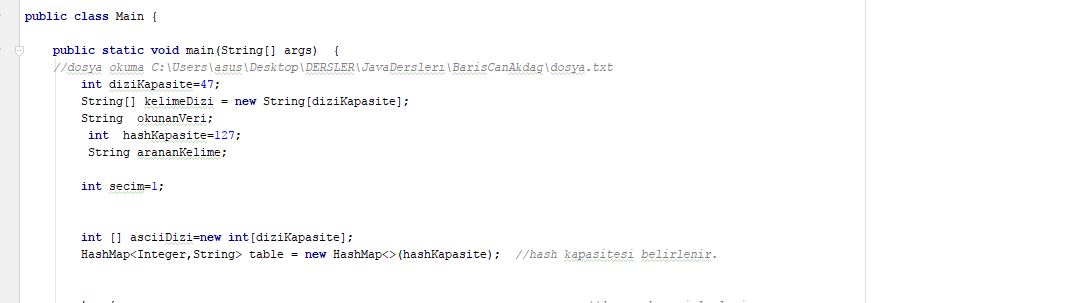 public class Main {
public static void main(String[] args)  {
//dosya okuma C:\Users\asus\Desktop\DERSLER\JavaDersleri\BarisCanAkdag\dosya.txt
int diziKapasite=47;
String[] kelimeDizi = new String[diziKapasite];
String  okunanVeri;
int  hashKapasite=127;
String arananKelime;
int secim=1;
int [] asciiDizi=new int[diziKapasite];
HashMap<Integer,String> table = new HashMap<>(hashKapasite);  //hash kapasitesi belirlenir.